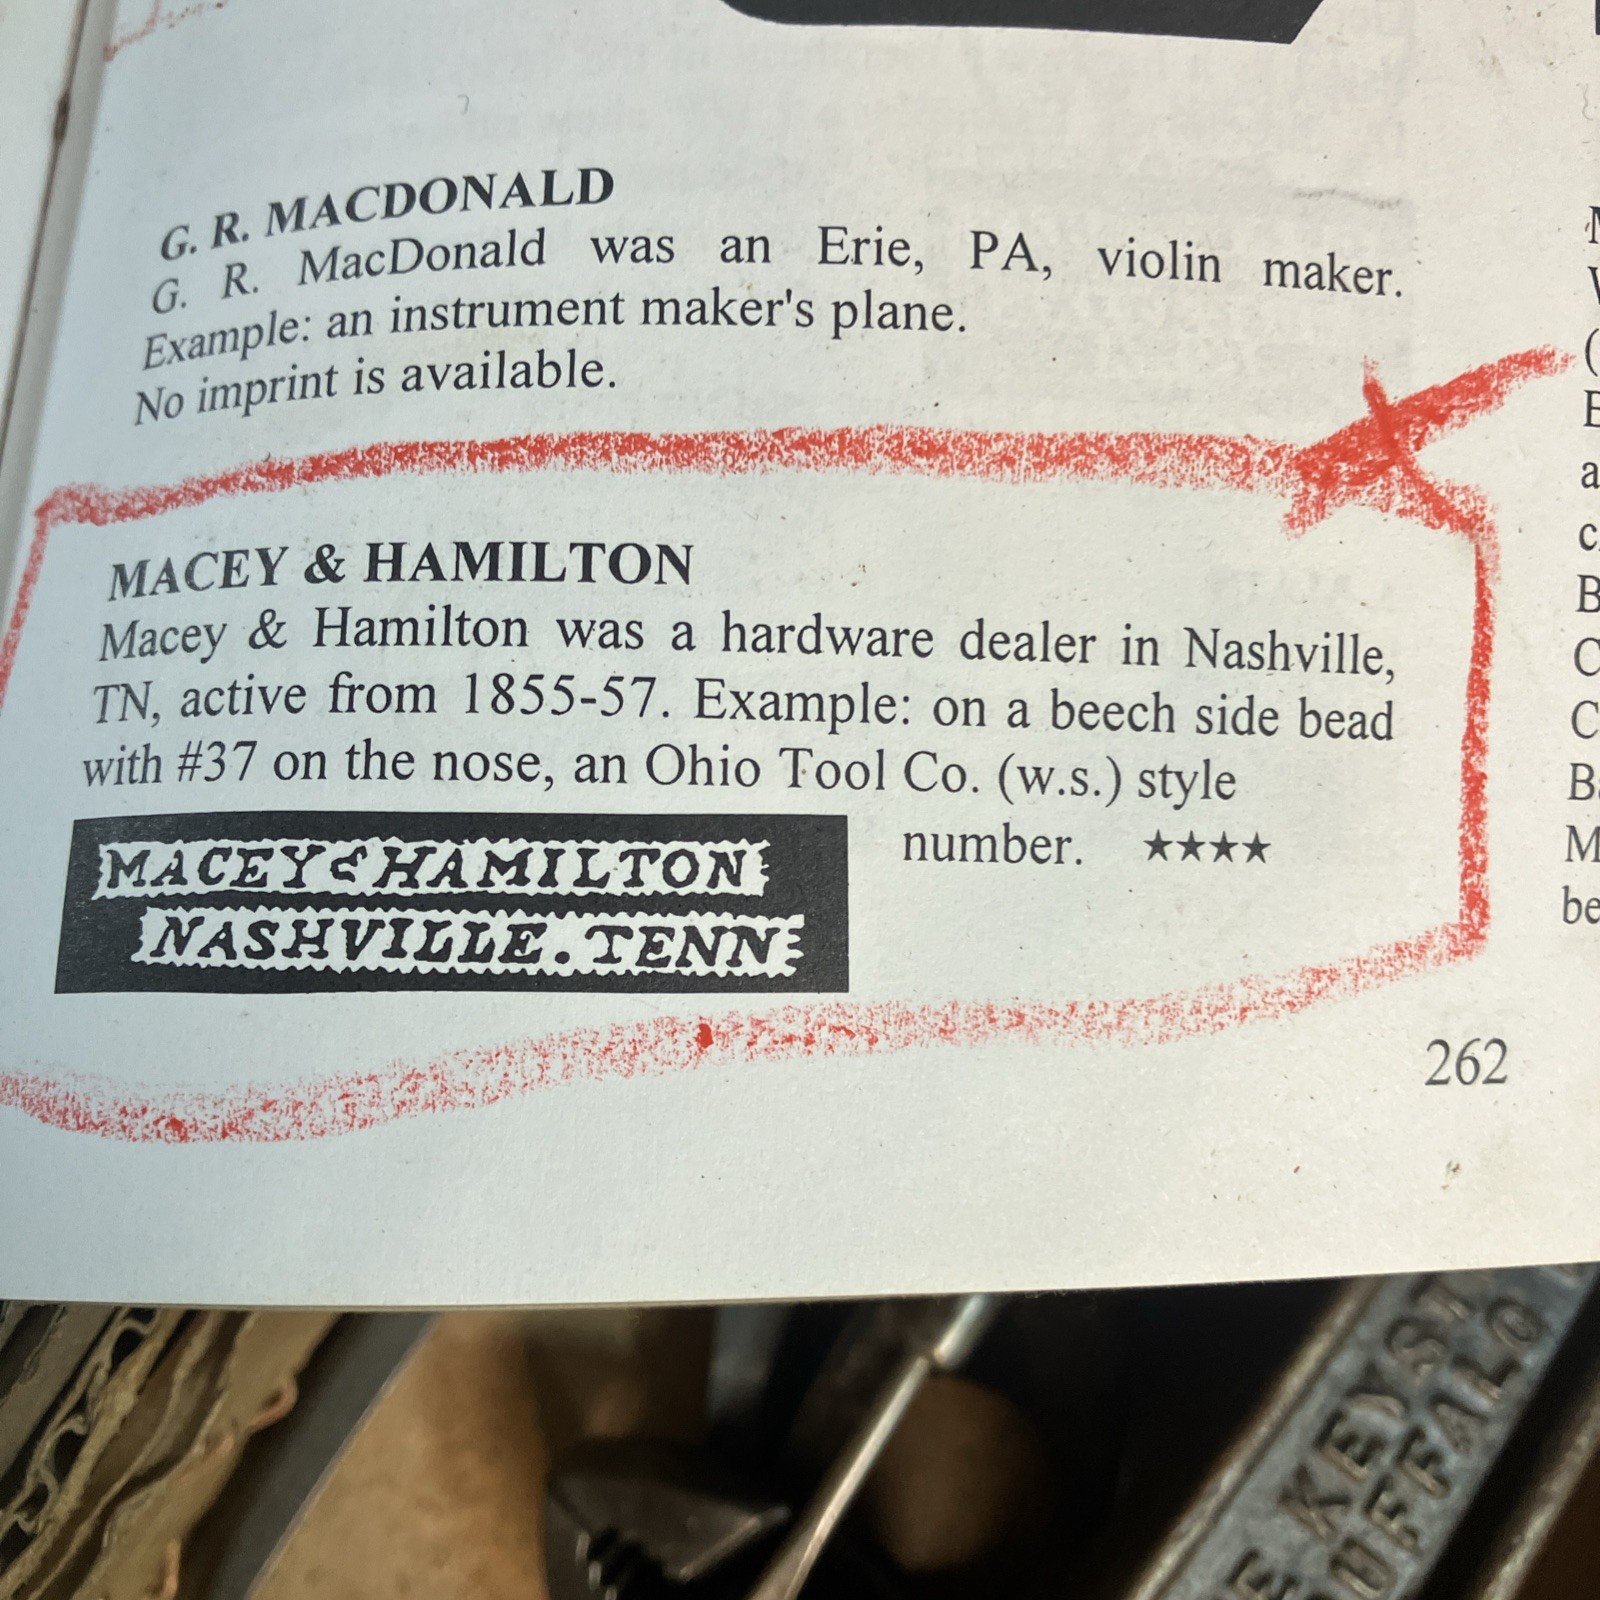 G. R. MACDONALD
G. R. MacDonald was an Erie, PA, violin maker.
Example: an instrument maker's plane.
No imprint is available.
MACEY & HAMILTON
Macey & Hamilton was a hardware dealer in Nashville,
TN, active from 1855-57. Example: on a beech side bead
with #37 on the nose, an Ohio Tool Co. (w.s.) style
number. ★★★★
MACEY & HAMILTON
NASHVILLE. TENN
262